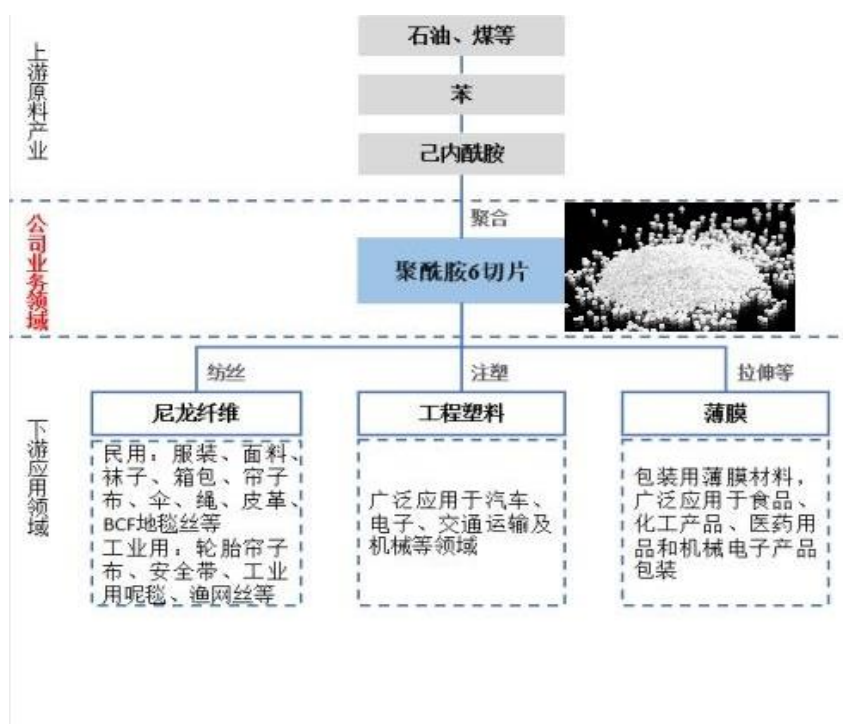 上游原料产业
石油、煤等
苯
己内酰胺
公司业务领域
聚合
聚酰胺6切片
下游应用领域
纺丝
注塑
拉伸等
尼龙纤维
工程塑料
薄膜
民用：服装、面料、
袜子、箱包、帘子
布、伞、绳、皮革、
BCF地毯丝等
工业用：轮胎帘子
布、安全带、工业
用呢毯、渔网丝等
广泛应用于汽车、
电子、交通运输及
机械等领域
包装用薄膜材料，
广泛应用于食品、
化工产品、医药用
品和机械电子产品
包装